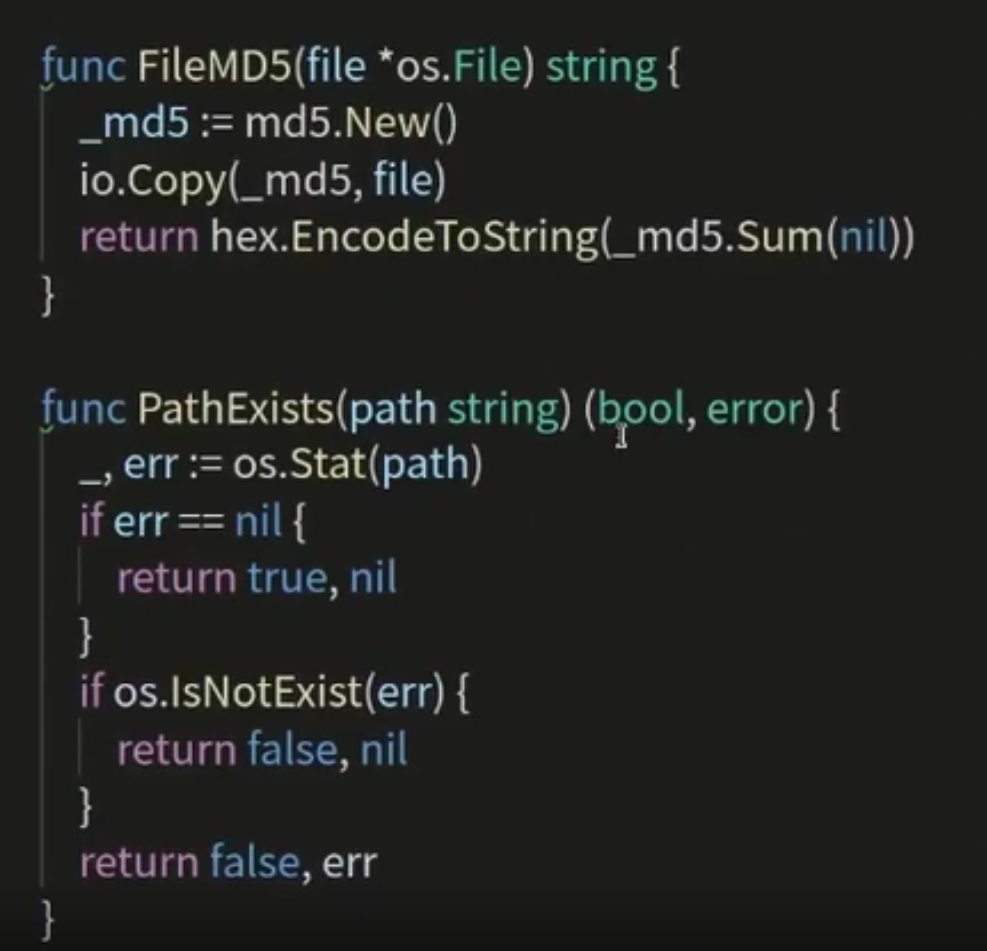 func FileMD5(file *os.File) string {
    _md5 := md5.New()
    io.Copy(_md5, file)
    return hex.EncodeToString(_md5.Sum(nil))
}

func PathExists(path string) (bool, error) {
    _, err := os.Stat(path)
    if err == nil {
        return true, nil
    }
    if os.IsNotExist(err) {
        return false, nil
    }
    return false, err
}